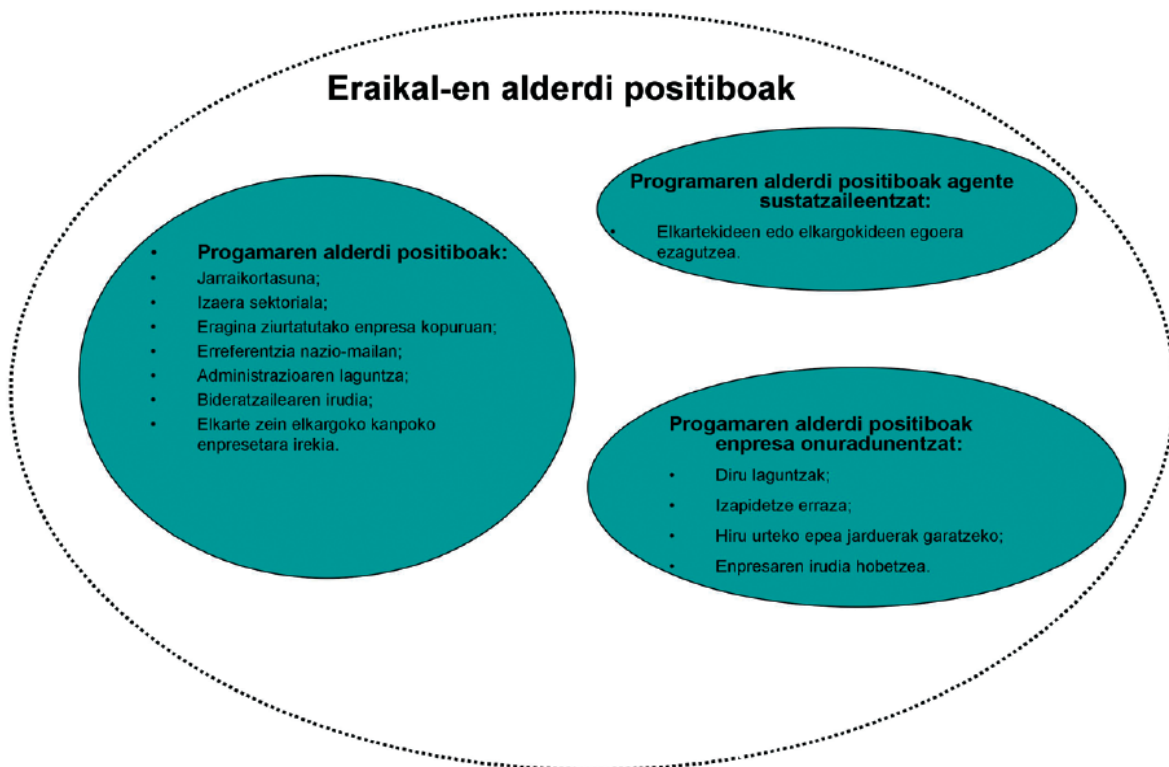 Eraikal-en alderdi positiboak
• Progamaren alderdi positiboak:
• Jarraikortasuna;
• Izaera sektoriala;
• Eragina ziurtatutako enpresa kopuruan;
• Erreferentzia nazio-mailan;
• Administrazioaren laguntza;
• Bideratzailearen irudia;
• Elkarte zein elkargoko kanpoko
enpresetara irekia.
Programaren alderdi positiboak agente
sustatzaileentzat:
• Elkartekideen edo elkargokideen egoera
ezagutzea.
Progamaren alderdi positiboak
enpresa onuradunentzat:
• Diru laguntzak;
• Izapidetze erraza;
• Hiru urteko epea jarduerak garatzeko;
• Enpresaren irudia hobetzea.